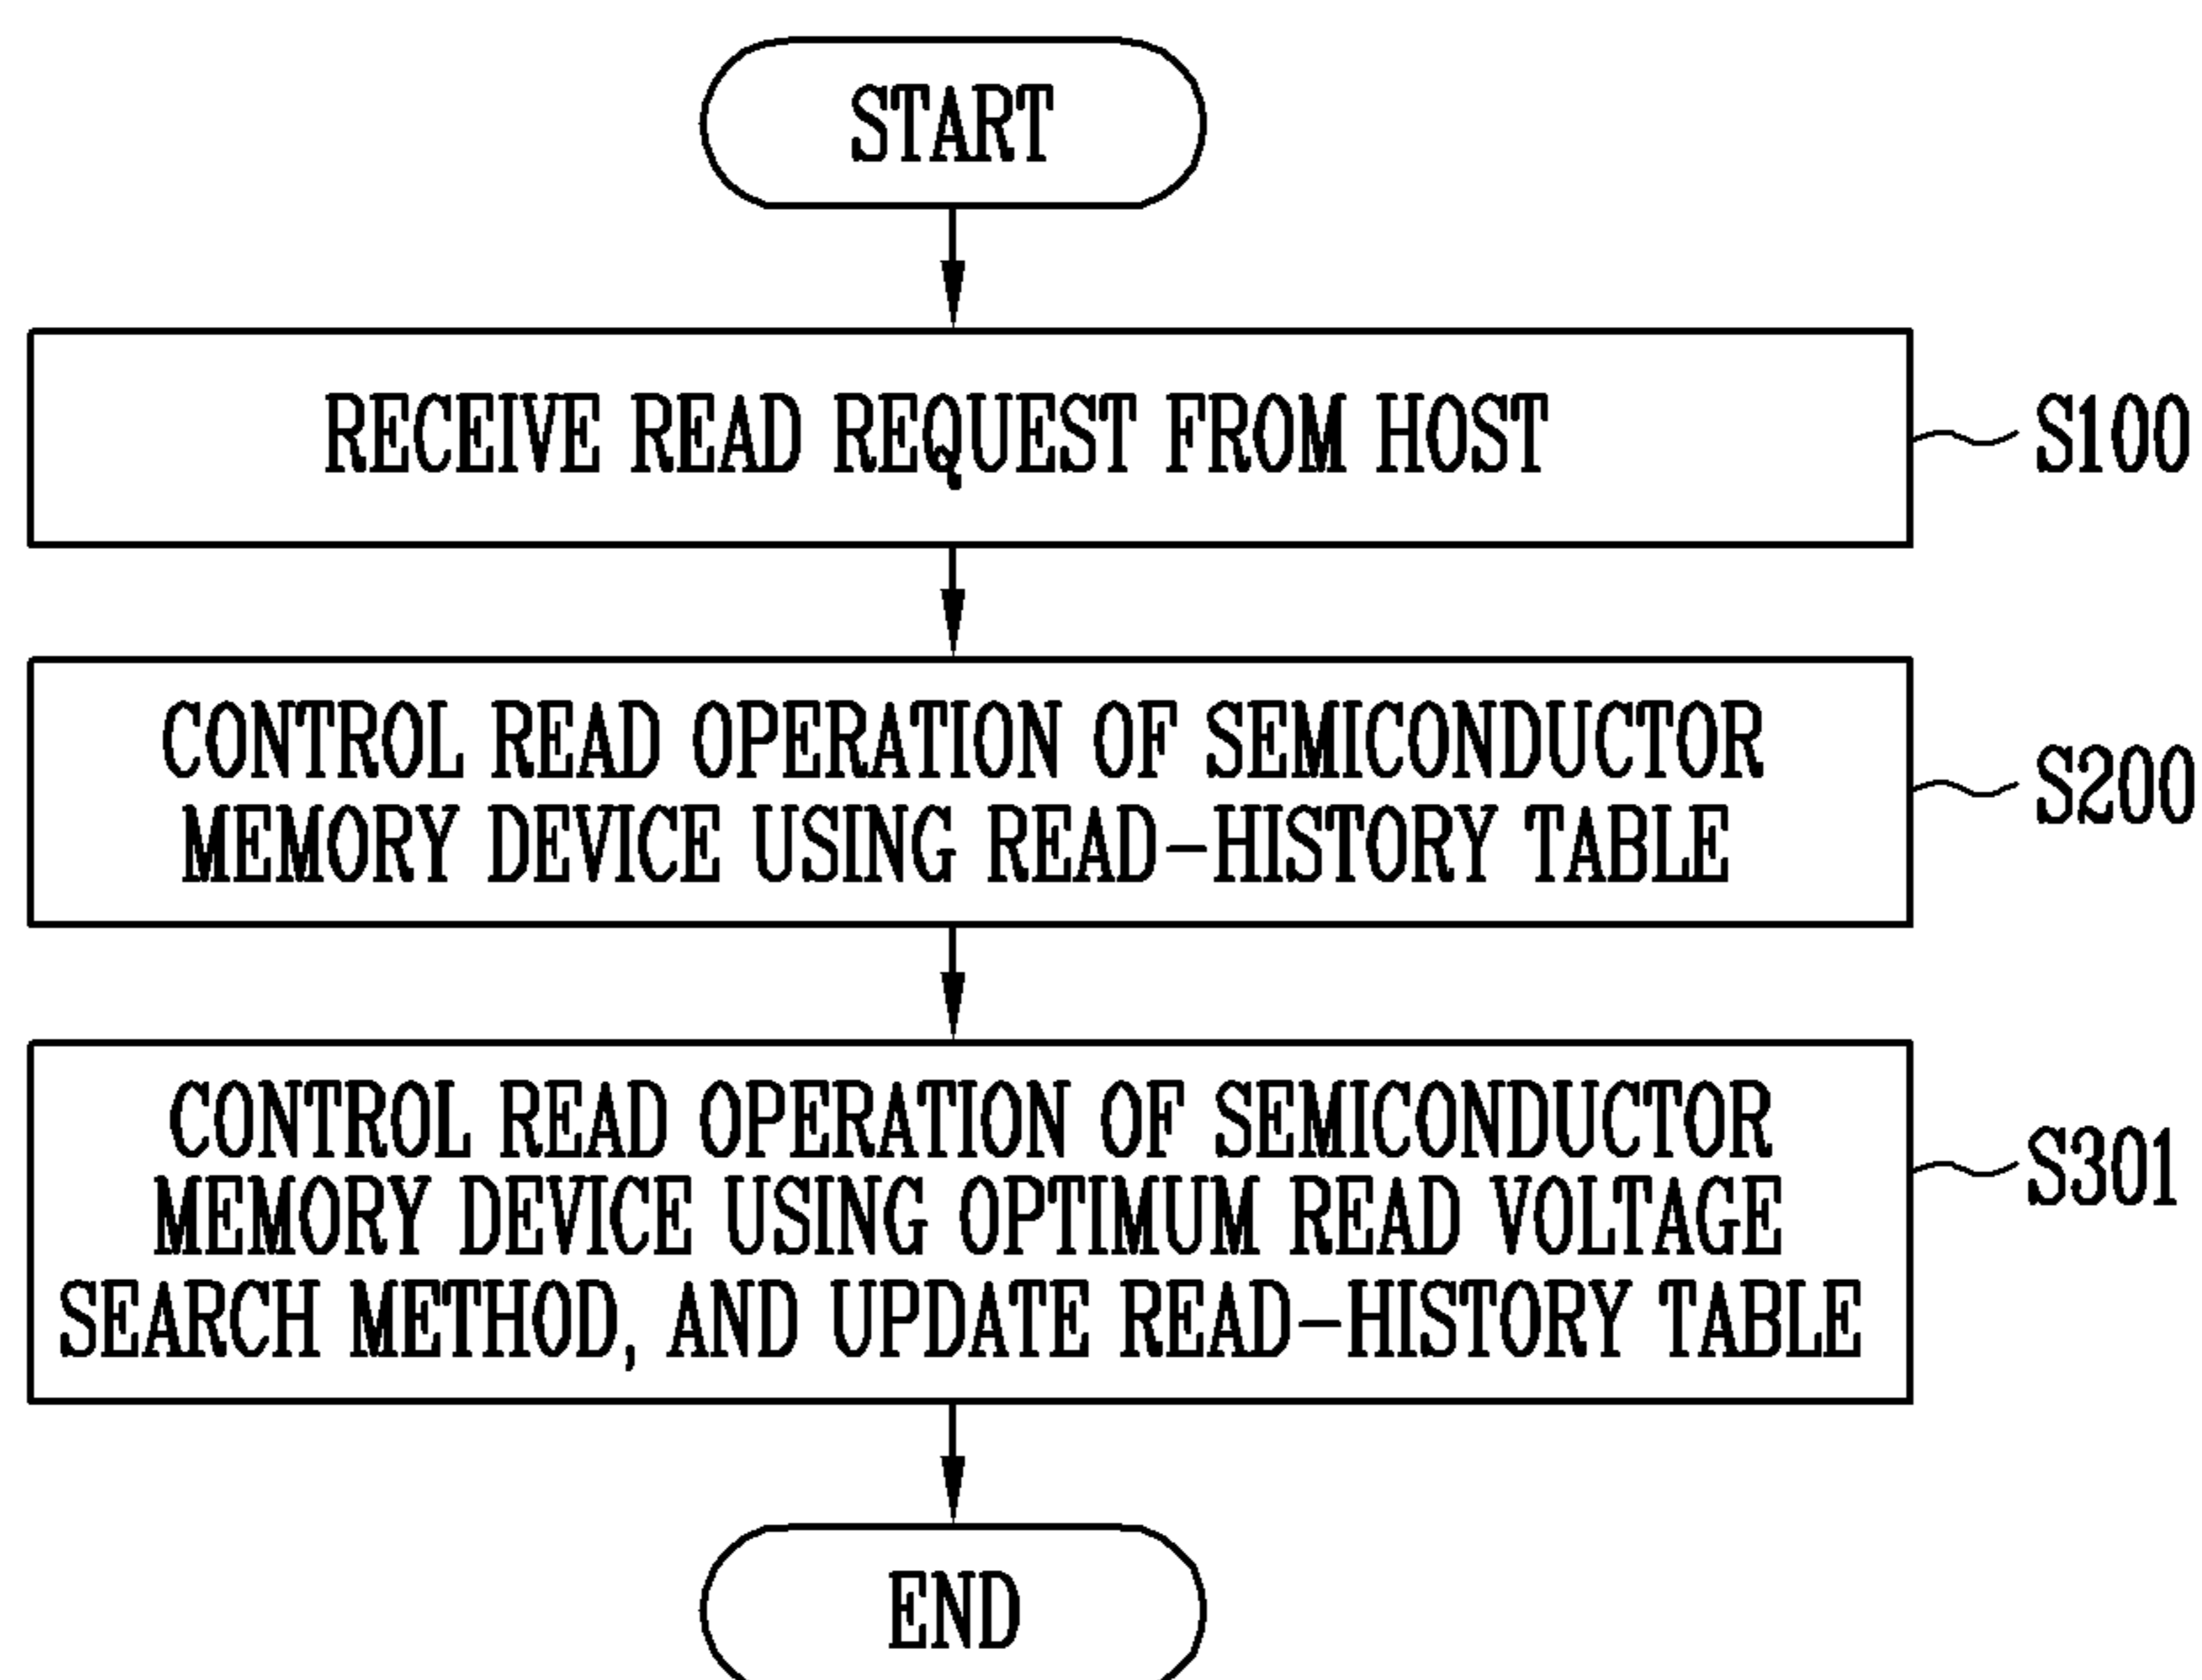 START
RECEIVE READ REQUEST FROM HOST
S100
CONTROL READ OPERATION OF SEMICONDUCTOR
MEMORY DEVICE USING READ-HISTORY TABLE
S200
CONTROL READ OPERATION OF SEMICONDUCTOR
MEMORY DEVICE USING OPTIMUM READ VOLTAGE
SEARCH METHOD, AND UPDATE READ-HISTORY TABLE
S301
END